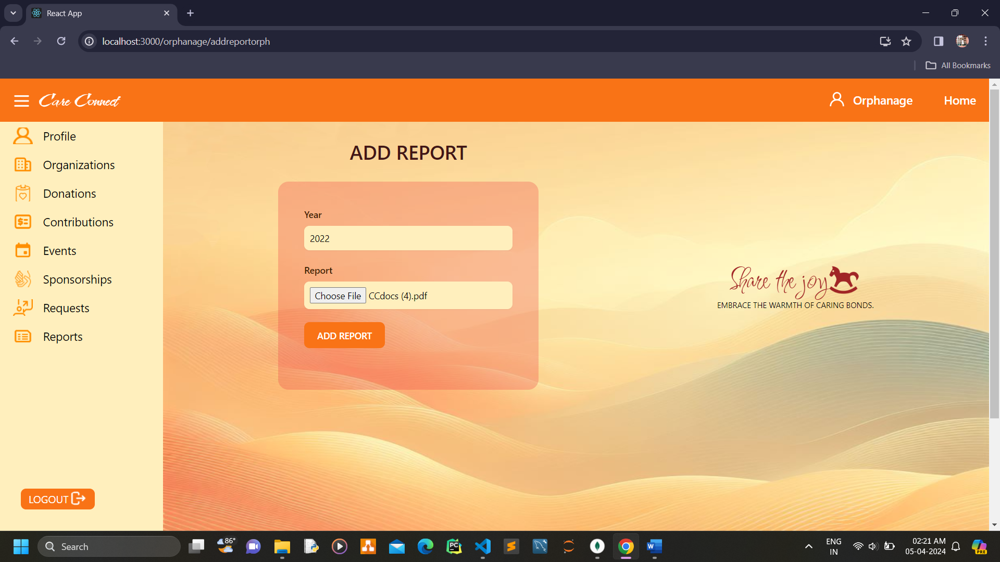 React App
localhost:3000/orphanage/addreportorph
All Bookmarks
Care Connect
Orphanage
Home
Profile
Organizations
Donations
Contributions
Events
Sponsorships
Requests
Reports
LOGOUT
ADD REPORT
Year
2022
Report
Choose File CCdocs (4).pdf
ADD REPORT
Share the joy
EMBRACE THE WARMTH OF CARING BONDS.
Search
86°
PC
W
ENG
IN
02:21 AM
05-04-2024
PRE